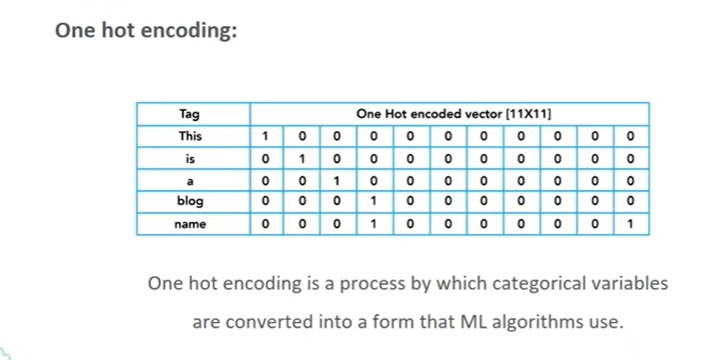 One hot encoding:
Tag One Hot encoded vector [11X11]
This 1 0 0 0 0 0 0 0 0 0 0
is 0 1 0 0 0 0 0 0 0 0 0
a 0 0 1 0 0 0 0 0 0 0 0
blog 0 0 0 1 0 0 0 0 0 0 0
name 0 0 0 1 0 0 0 0 0 0 1
One hot encoding is a process by which categorical variables
are converted into a form that ML algorithms use.